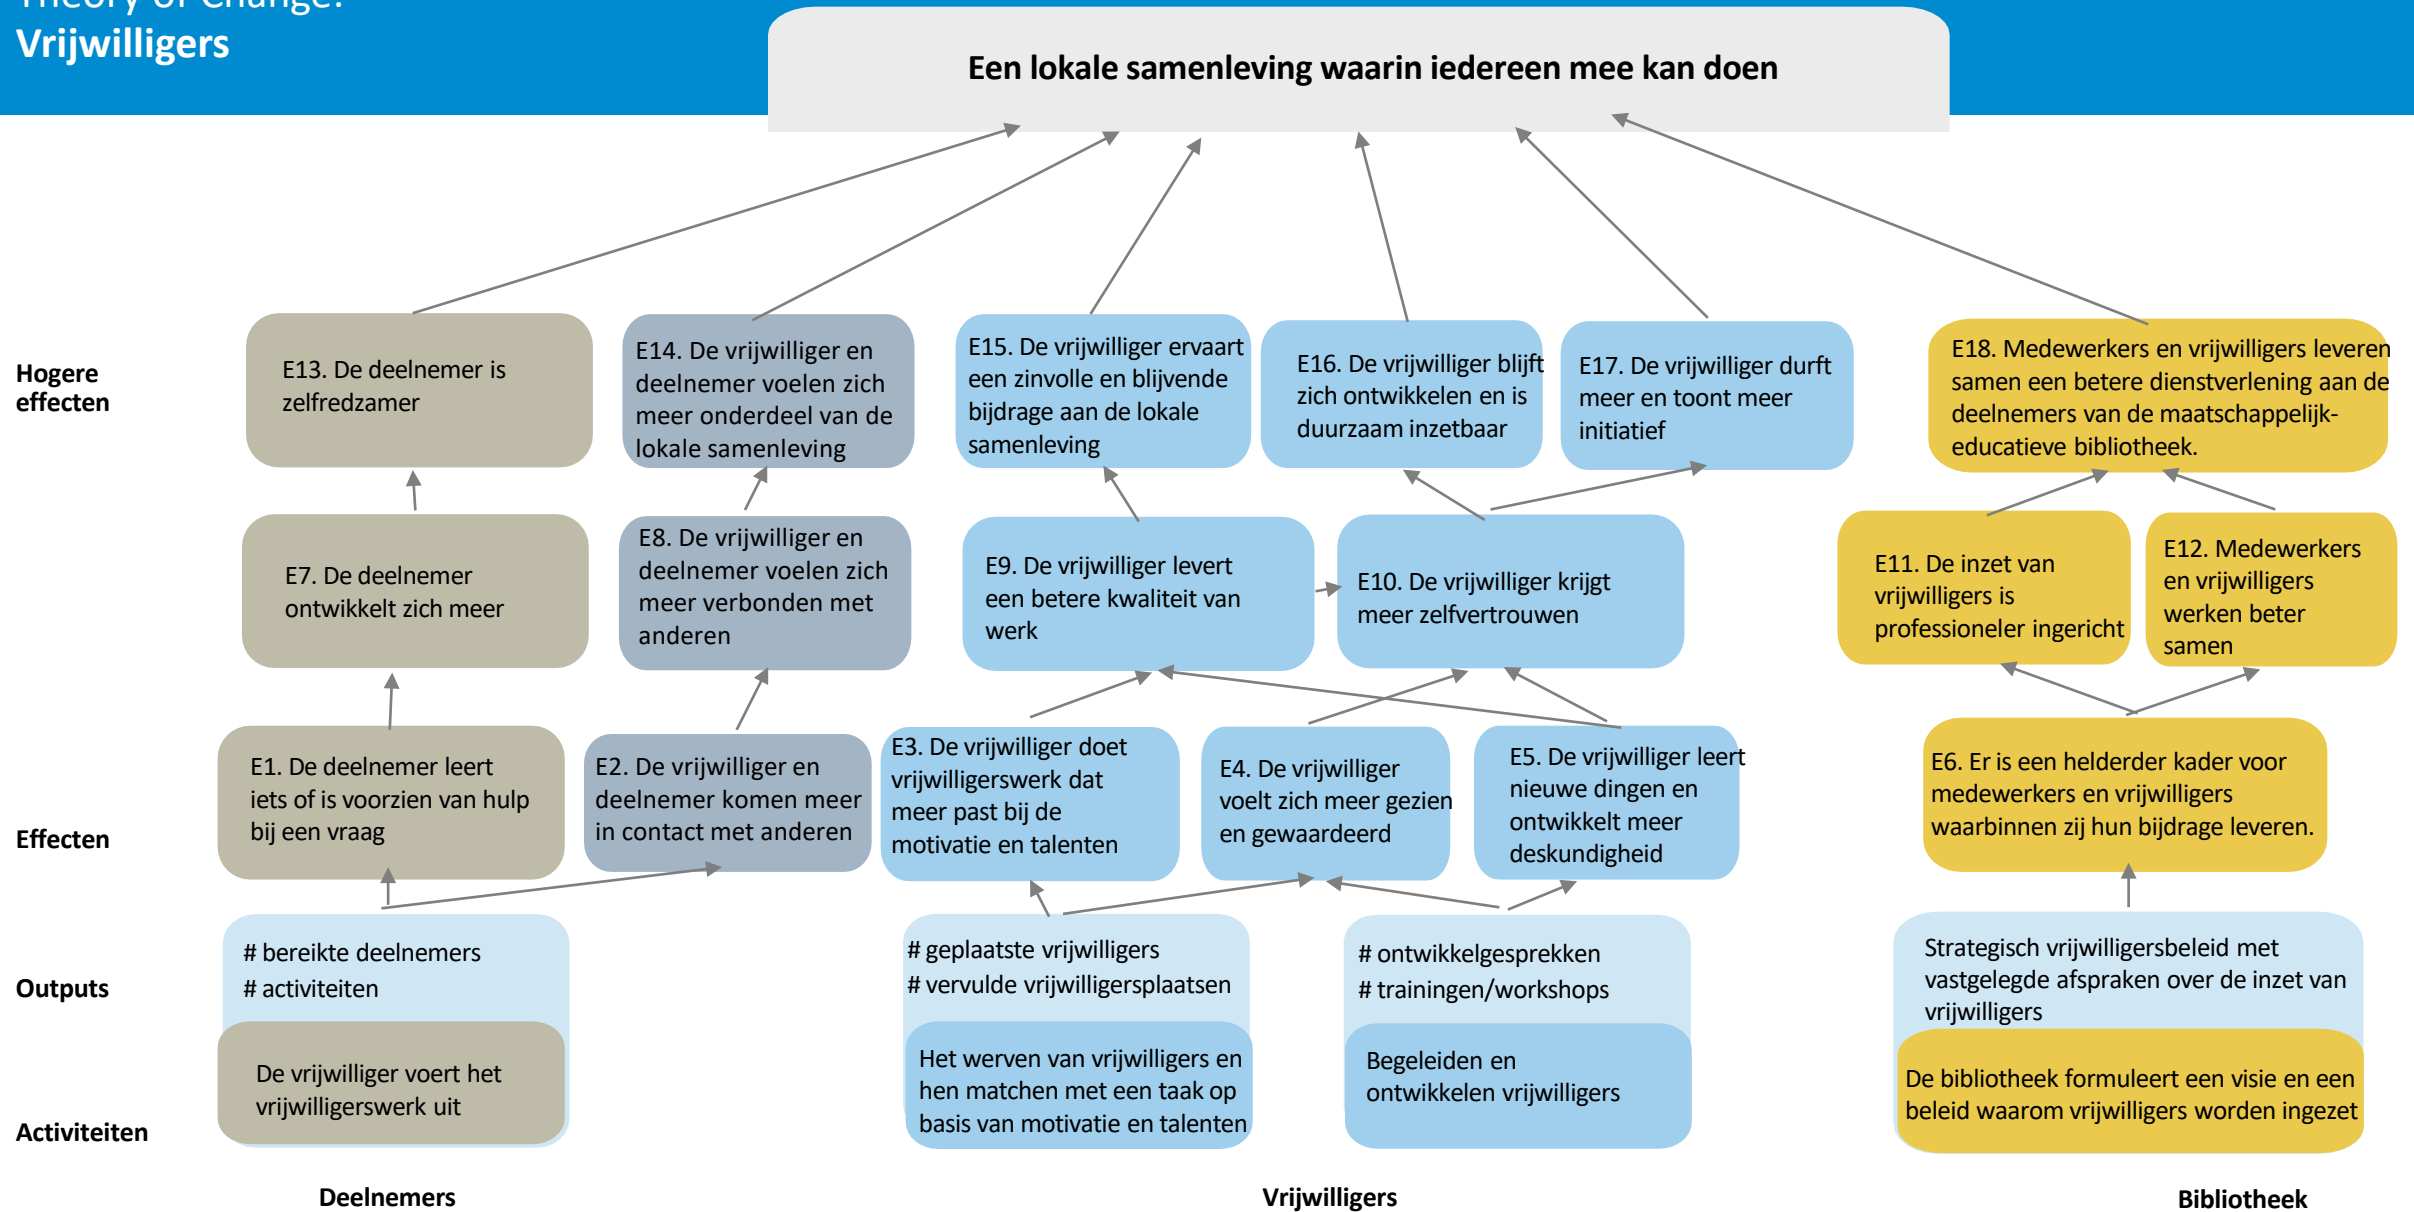 Theory of Change:
Vrijwilligers
Een lokale samenleving waarin iedereen mee kan doen
Hogere
effecten
E13. De deelnemer is
zelfredzamer
E14. De vrijwilliger en
deelnemer voelen zich
meer onderdeel van de
lokale samenleving
E15. De vrijwilliger ervaart
een zinvolle en blijvende
bijdrage aan de lokale
samenleving
E16. De vrijwilliger blijft
zich ontwikkelen en is
duurzaam inzetbaar
E17. De vrijwilliger durft
meer en toont meer
initiatief
E18. Medewerkers en vrijwilligers leveren
samen een betere dienstverlening aan de
deelnemers van de maatschappelijk-
educatieve bibliotheek.
E7. De deelnemer
ontwikkelt zich meer
E8. De vrijwilliger en
deelnemer voelen zich
meer verbonden met
anderen
E9. De vrijwilliger levert
een betere kwaliteit van
werk
E10. De vrijwilliger krijgt
meer zelfvertrouwen
E11. De inzet van
vrijwilligers is
professioneler ingericht
E12. Medewerkers
en vrijwilligers
werken beter
samen
Effecten
E1. De deelnemer leert
iets of is voorzien van hulp
bij een vraag
E2. De vrijwilliger en
deelnemer komen meer
in contact met anderen
E3. De vrijwilliger doet
vrijwilligerswerk dat
meer past bij de
motivatie en talenten
E4. De vrijwilliger
voelt zich meer gezien
en gewaardeerd
E5. De vrijwilliger leert
nieuwe dingen en
ontwikkelt meer
deskundigheid
E6. Er is een helderder kader voor
medewerkers en vrijwilligers
waarbinnen zij hun bijdrage leveren.
Outputs
# bereikte deelnemers
# activiteiten
# geplaatste vrijwilligers
# vervulde vrijwilligersplaatsen
# ontwikkelgesprekken
# trainingen/workshops
Strategisch vrijwilligersbeleid met
vastgelegde afspraken over de inzet van
vrijwilligers
Activiteiten
De vrijwilliger voert het
vrijwilligerswerk uit
Het werven van vrijwilligers en
hen matchen met een taak op
basis van motivatie en talenten
Begeleiden en
ontwikkelen vrijwilligers
De bibliotheek formuleert een visie en een
beleid waarom vrijwilligers worden ingezet
Deelnemers
Vrijwilligers
Bibliotheek